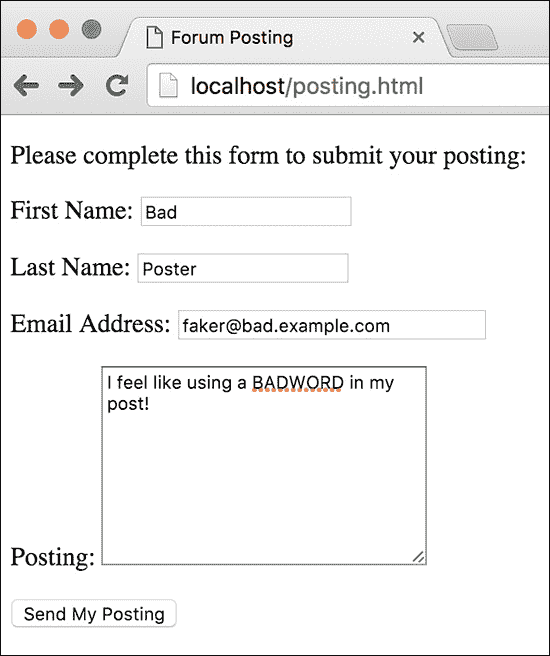 Forum Posting
localhost/posting.html
Please complete this form to submit your posting:
First Name: Bad
Last Name: Poster
Email Address: faker@bad.example.com
I feel like using a BADWORD in my
post!
Posting:
Send My Posting